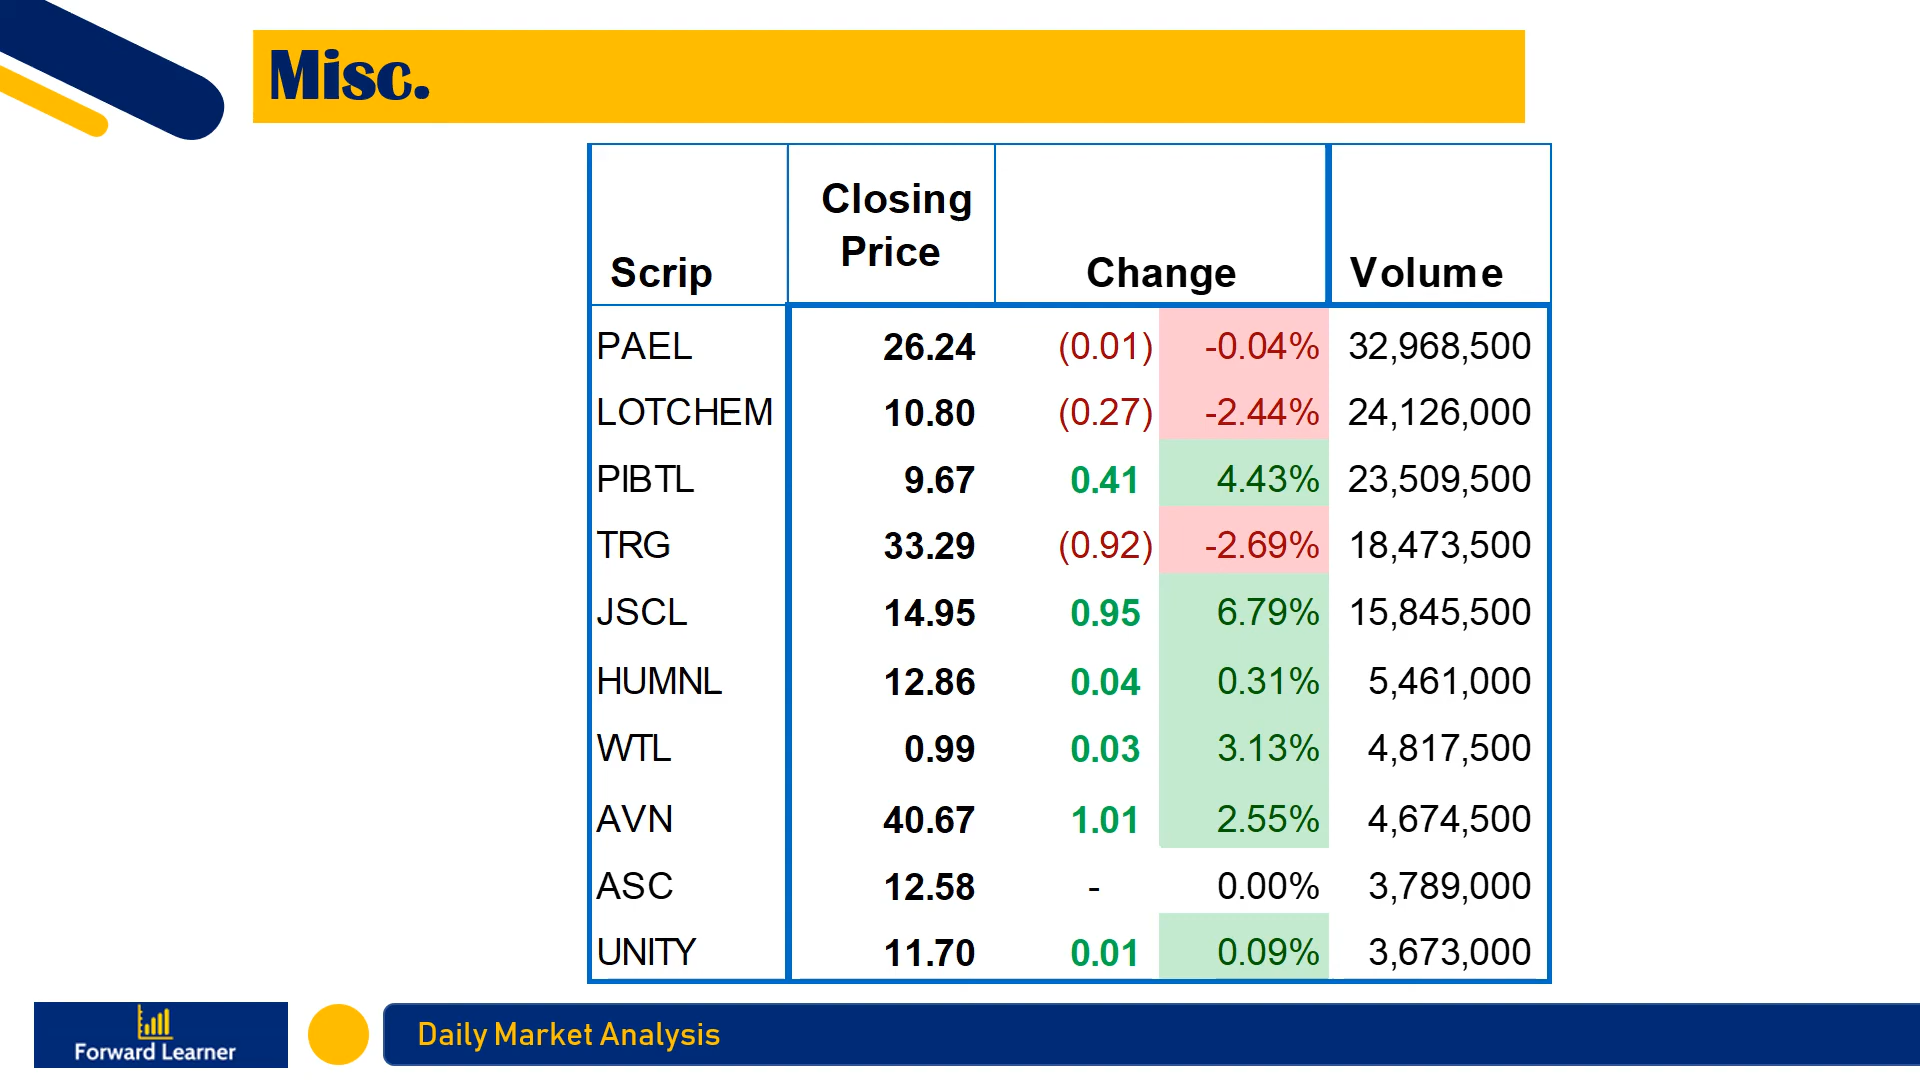 Misc.
Scrip Closing Price Change Volume
PAEL 26.24 (0.01) -0.04% 32,968,500
LOTCHEM 10.80 (0.27) -2.44% 24,126,000
PIBTL 9.67 0.41 4.43% 23,509,500
TRG 33.29 (0.92) -2.69% 18,473,500
JSCL 14.95 0.95 6.79% 15,845,500
HUMNL 12.86 0.04 0.31% 5,461,000
WTL 0.99 0.03 3.13% 4,817,500
AVN 40.67 1.01 2.55% 4,674,500
ASC 12.58 - 0.00% 3,789,000
UNITY 11.70 0.01 0.09% 3,673,000
Forward Learner
Daily Market Analysis